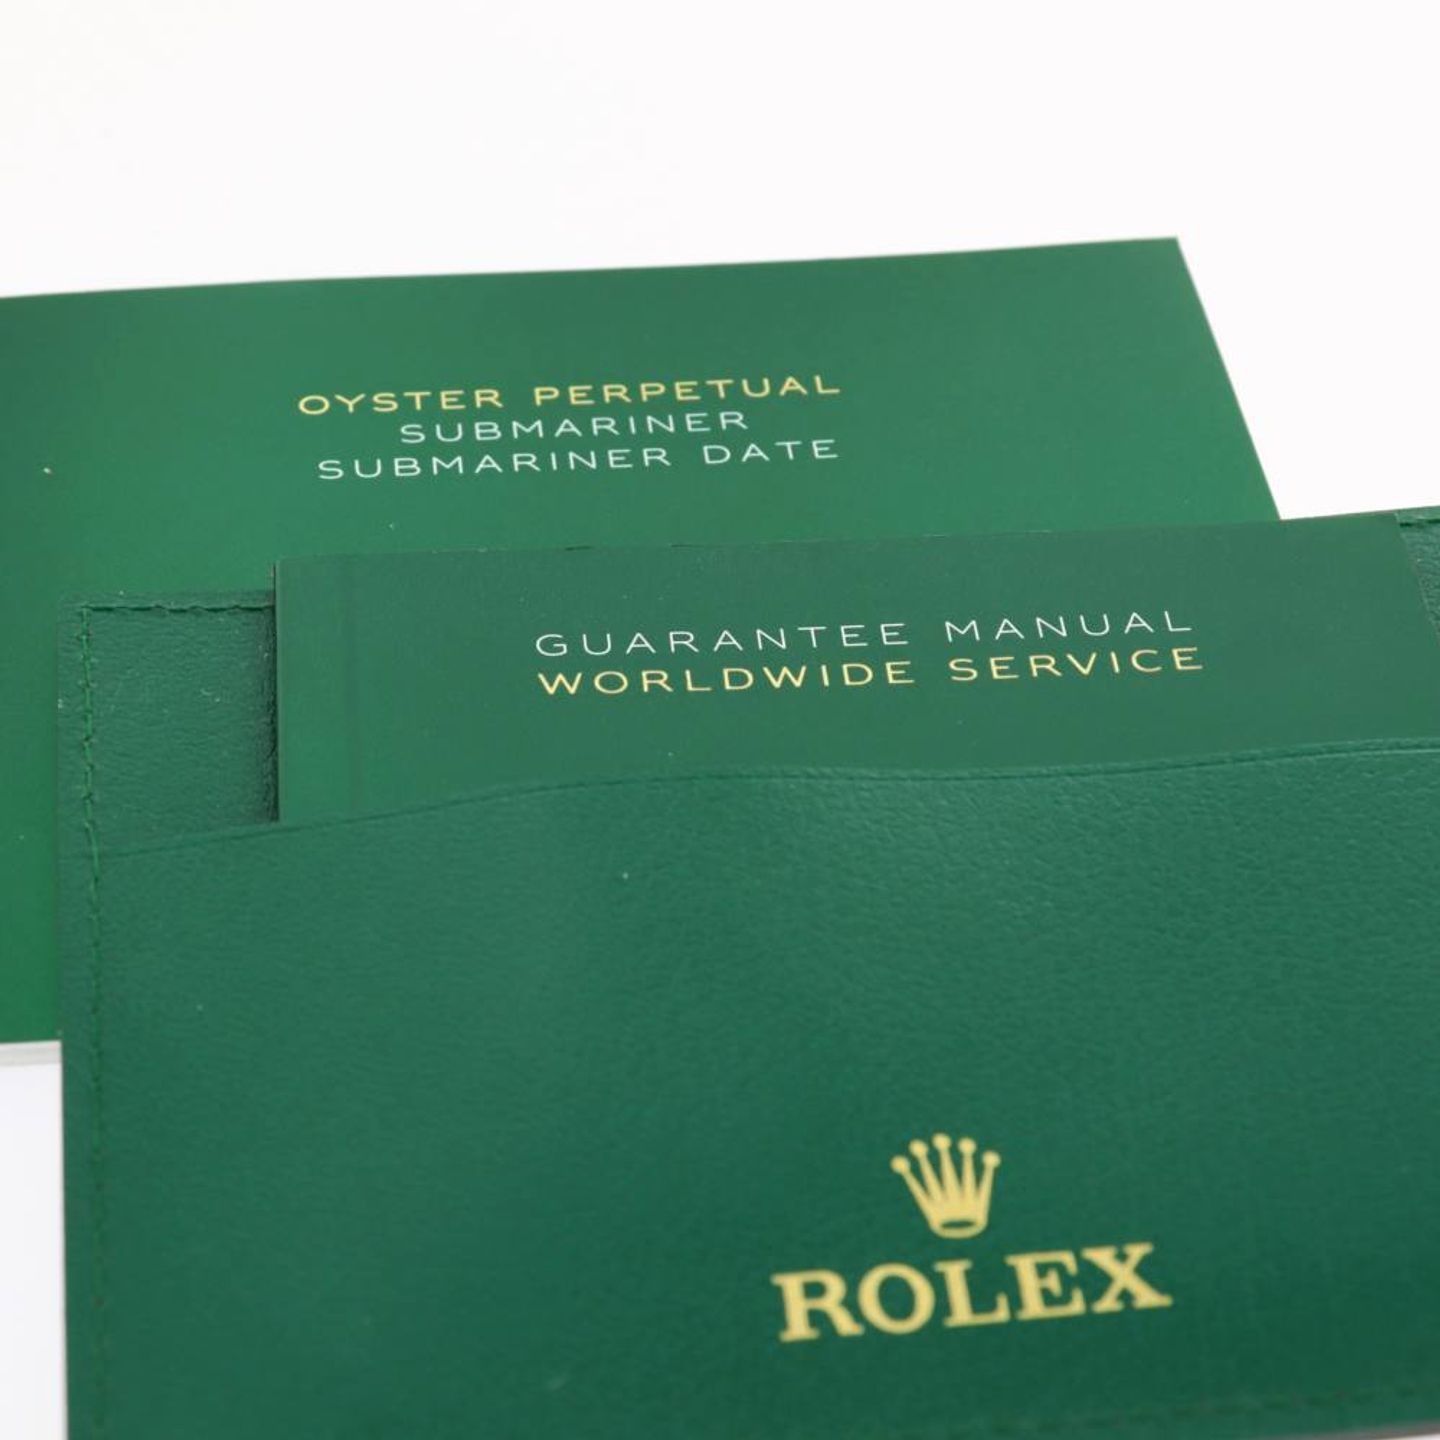 OYSTER PERPETUAL
SUBMARINER
SUBMARINER DATE
GUARANTEE MANUAL
WORLDWIDE SERVICE
ROLEX